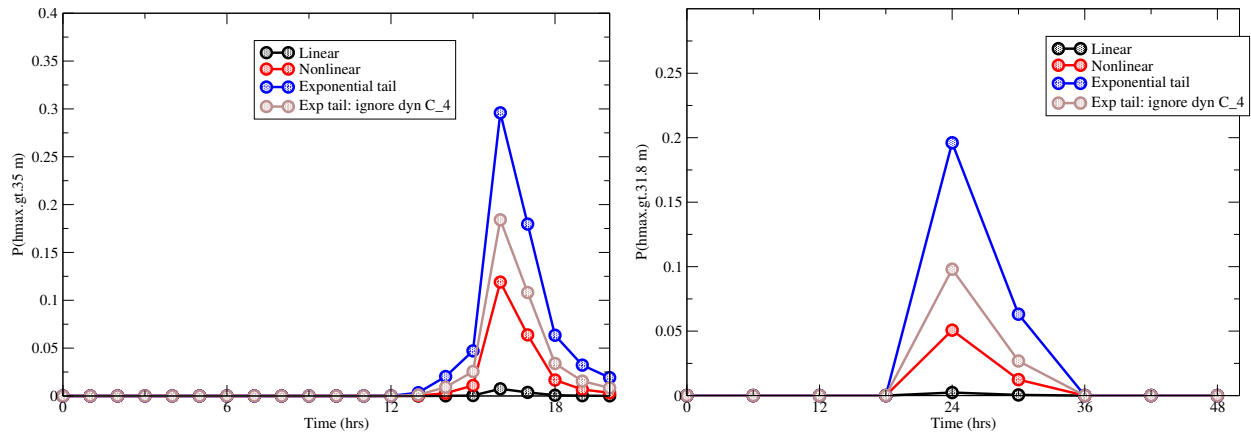 0.4
0.35
0.3
0.25
0.2
0.15
0.1
0.05
0
P(hmax.gt.35 m)
Linear
Nonlinear
Exponential tail
Exp tail: ignore dyn C_4
0 6 12 18
Time (hrs)
0.25
0.2
0.15
0.1
0.05
0
P(hmax.gt.31.8 m)
Linear
Nonlinear
Exponential tail
Exp tail: ignore dyn C_4
0 12 24 36 48
Time (hrs)